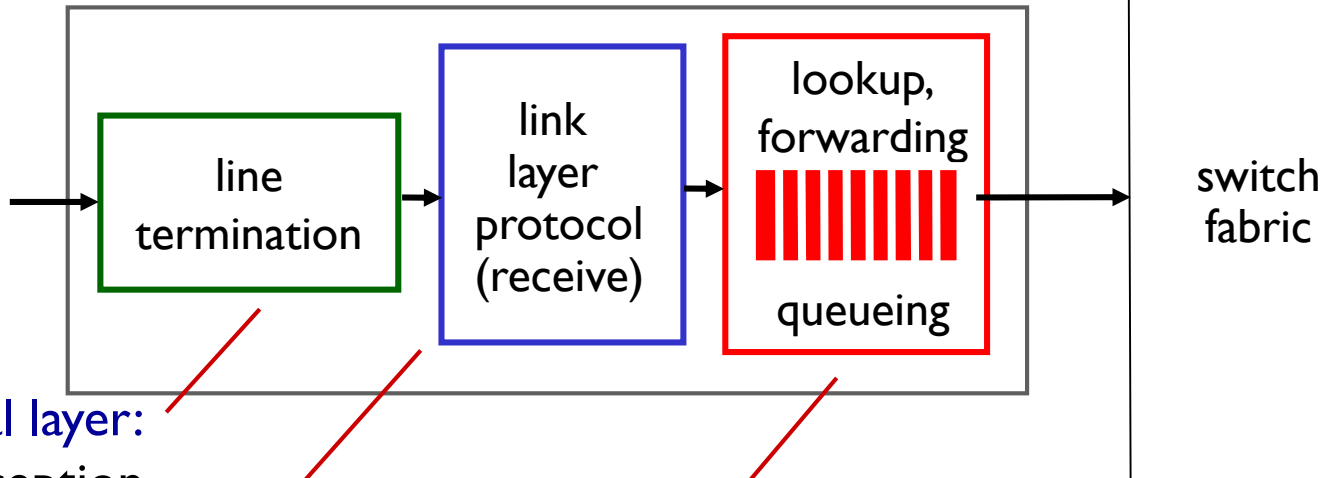 line
termination
link
layer
protocol
(receive)
lookup,
forwarding
queueing
switch
fabric
layer: